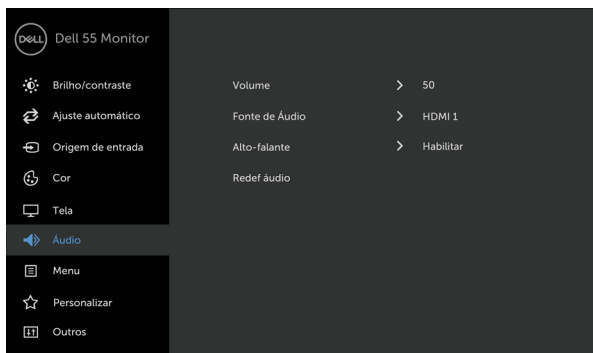 DELL
Dell 55 Monitor
Brilho/contraste
Ajuste automático
Origem de entrada
Cor
Tela
Áudio
Menu
Personalizar
Outros
Volume > 50
Fonte de Áudio > HDMI 1
Alto-falante > Habilitar
Redef áudio